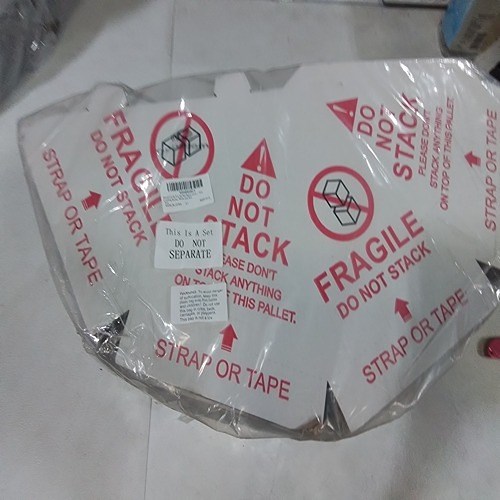 STRAP OR TAPE
FRAGILE
DO NOT STACK
This Is A Set
DO NOT
SEPARATE
DO
NOT
STACK
PLEASE DON'T
STACK ANYTHING
ON TOP OF THIS PALLET.
STRAP OR TAPE
FRAGILE
DO NOT STACK
STRAP OR TAPE
DO
NOT
STACK
PLEASE DON'T
STACK ANYTHING
ON TOP OF THIS PALLET
STRAP OR TAPE